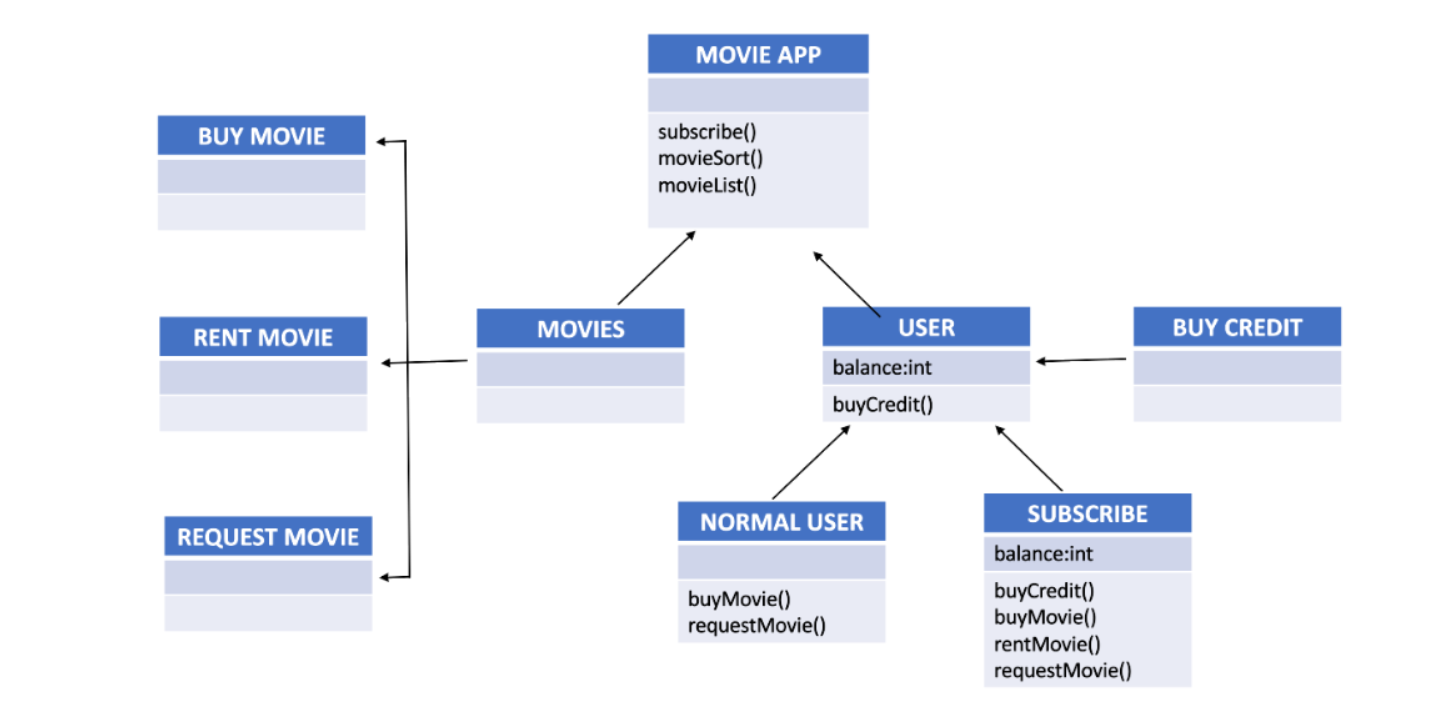 MOVIE APP
subscribe()
movieSort()
movieList()
BUY MOVIE
RENT MOVIE
REQUEST MOVIE
MOVIES
USER
balance:int
buyCredit()
BUY CREDIT
NORMAL USER
buyMovie()
requestMovie()
SUBSCRIBE
balance:int
buyCredit()
buyMovie()
rentMovie()
requestMovie()